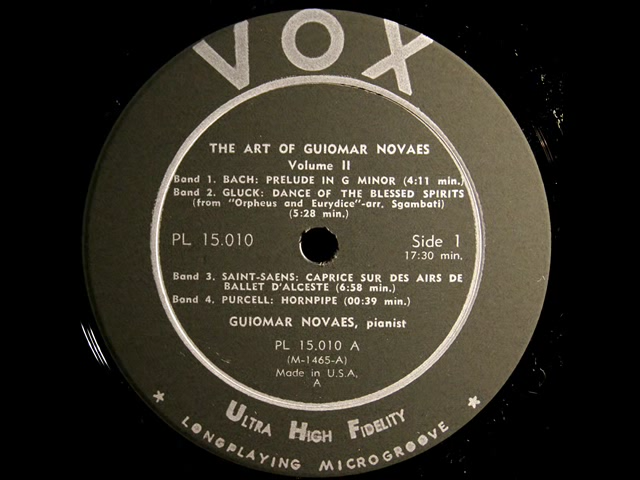 VOX
THE ART OF GUIOMAR NOVAES
Volume II
Band 1. BACH: PRELUDE IN G MINOR (4:11 min.)
Band 2. GLUCK: DANCE OF THE BLESSED SPIRITS
(from "Orpheus and Eurydice"-arr. Sgambati)
(5:28 min.)
PL 15.010
Side 1
17:30 min.
Band 3. SAINT-SAENS: CAPRICE SUR DES AIRS DE
BALLET D'ALCESTE (6:58 min.)
Band 4. PURCELL: HORNPIPE (00:39 min.)
GUIOMAR NOVAES, pianist
PL 15.010 A
(M-1465-A)
Made in U.S.A.
A
ULTRA HIGH FIDELITY
LONGPLAYING MICROGROOVE